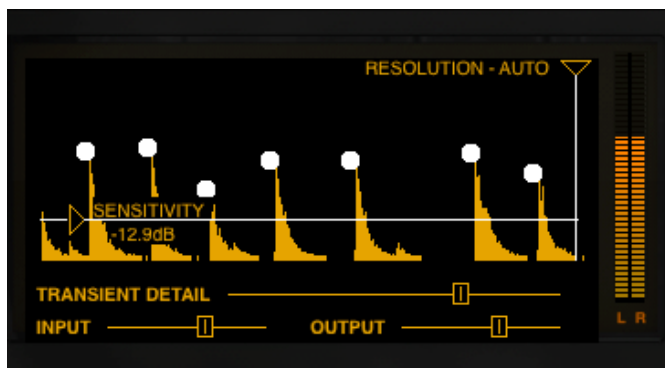 RESOLUTION - AUTO
SENSITIVITY
-12.9dB
TRANSIENT DETAIL
INPUT OUTPUT
L R